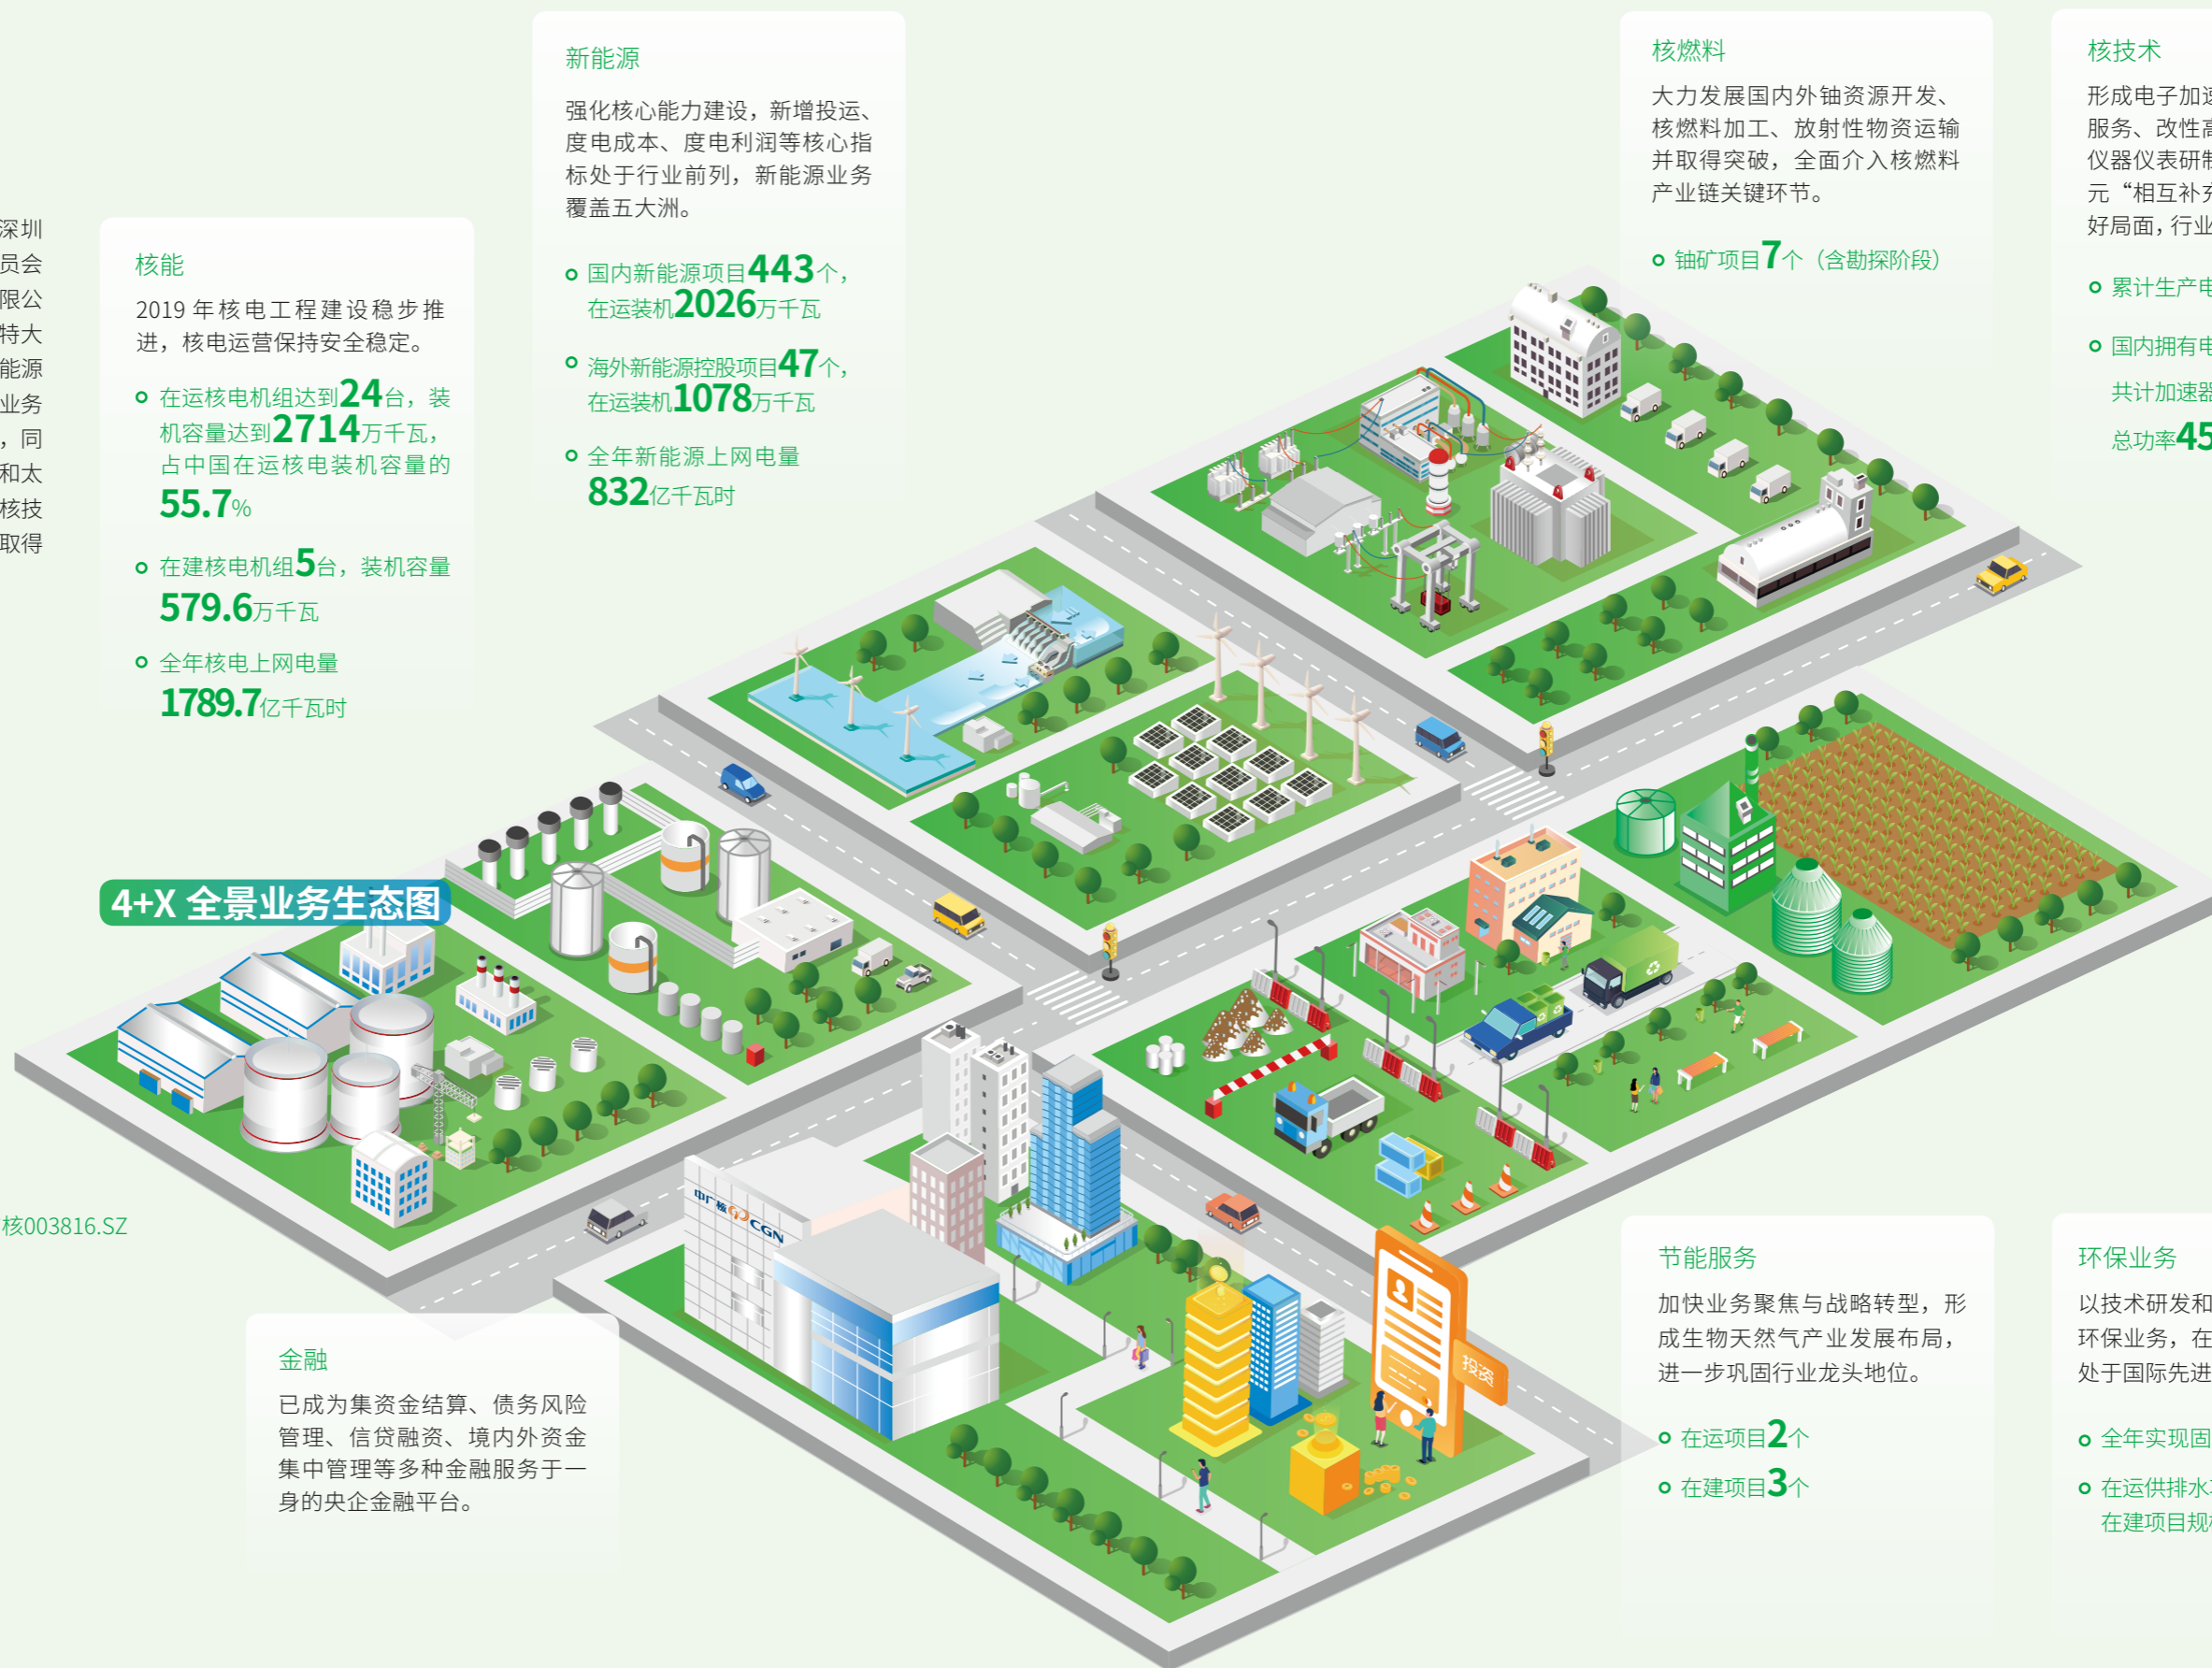 深圳
员会
限公
特大
能源
业务
，同
和太
核技
取得
核003816.SZ
核能
2019 年核电工程建设稳步推
进，核电运营保持安全稳定。
在运核电机组达到24台，装
机容量达到2714万千瓦，
占中国在运核电装机容量的
55.7%
在建核电机组5台，装机容量
579.6万千瓦
全年核电上网电量
1789.7亿千瓦时
新能源
强化核心能力建设，新增投运、
度电成本、度电利润等核心指
标处于行业前列，新能源业务
覆盖五大洲。
国内新能源项目443个，
在运装机2026万千瓦
海外新能源控股项目47个，
在运装机1078万千瓦
全年新能源上网电量
832亿千瓦时
核燃料
大力发展国内外铀资源开发、
核燃料加工、放射性物资运输
并取得突破，全面介入核燃料
产业链关键环节。
铀矿项目7个（含勘探阶段）
核技术
形成电子加速
服务、改性高
仪器仪表研制
元“相互补充
好局面，行业
累计生产电
国内拥有电
共计加速器
总功率45
4+X 全景业务生态图
中广核 CGN
投资
金融
已成为集资金结算、债务风险
管理、信贷融资、境内外资金
集中管理等多种金融服务于一
身的央企金融平台。
节能服务
加快业务聚焦与战略转型，形
成生物天然气产业发展布局，
进一步巩固行业龙头地位。
在运项目2个
在建项目3个
环保业务
以技术研发和
环保业务，在
处于国际先进
全年实现固
在运供排水
在建项目规模